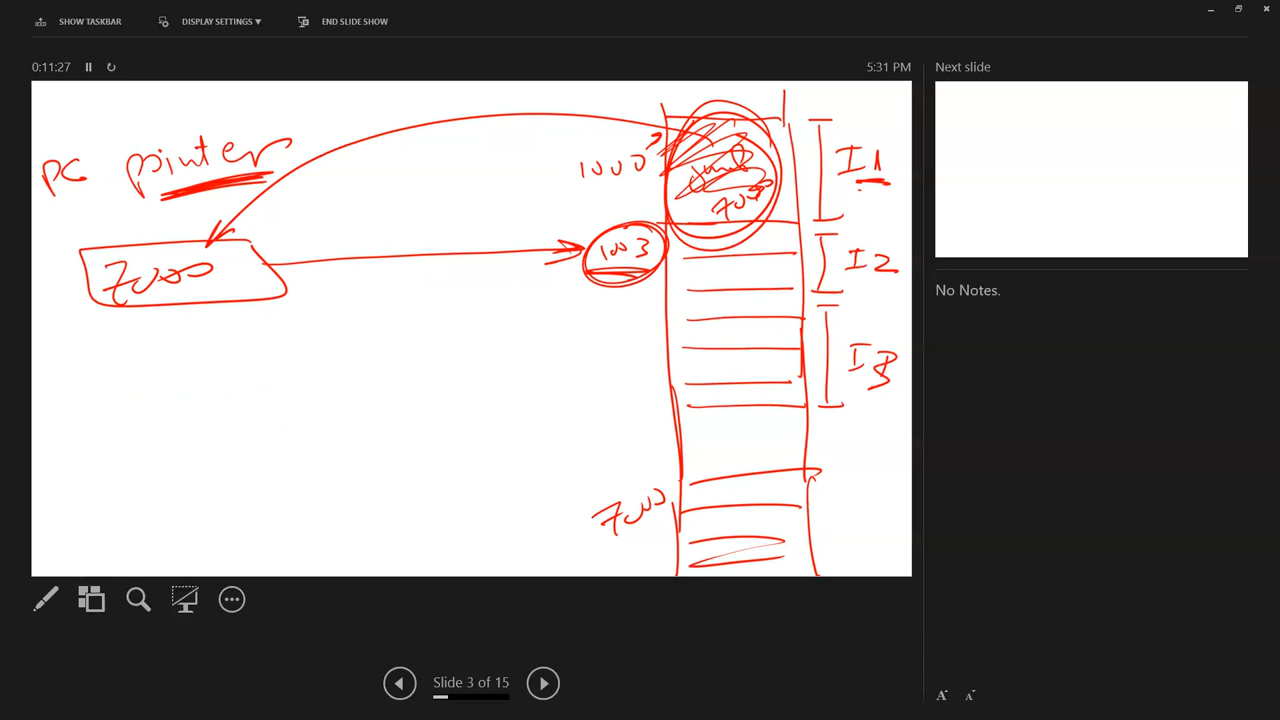 SHOW TASKBAR
DISPLAY SETTINGS ▼
END SLIDE SHOW
0:11:27
5:31 PM
Next slide
PC pointer
1000
7000
I1
7000
1003
I2
I3
7000
No Notes.
Slide 3 of 15
A A